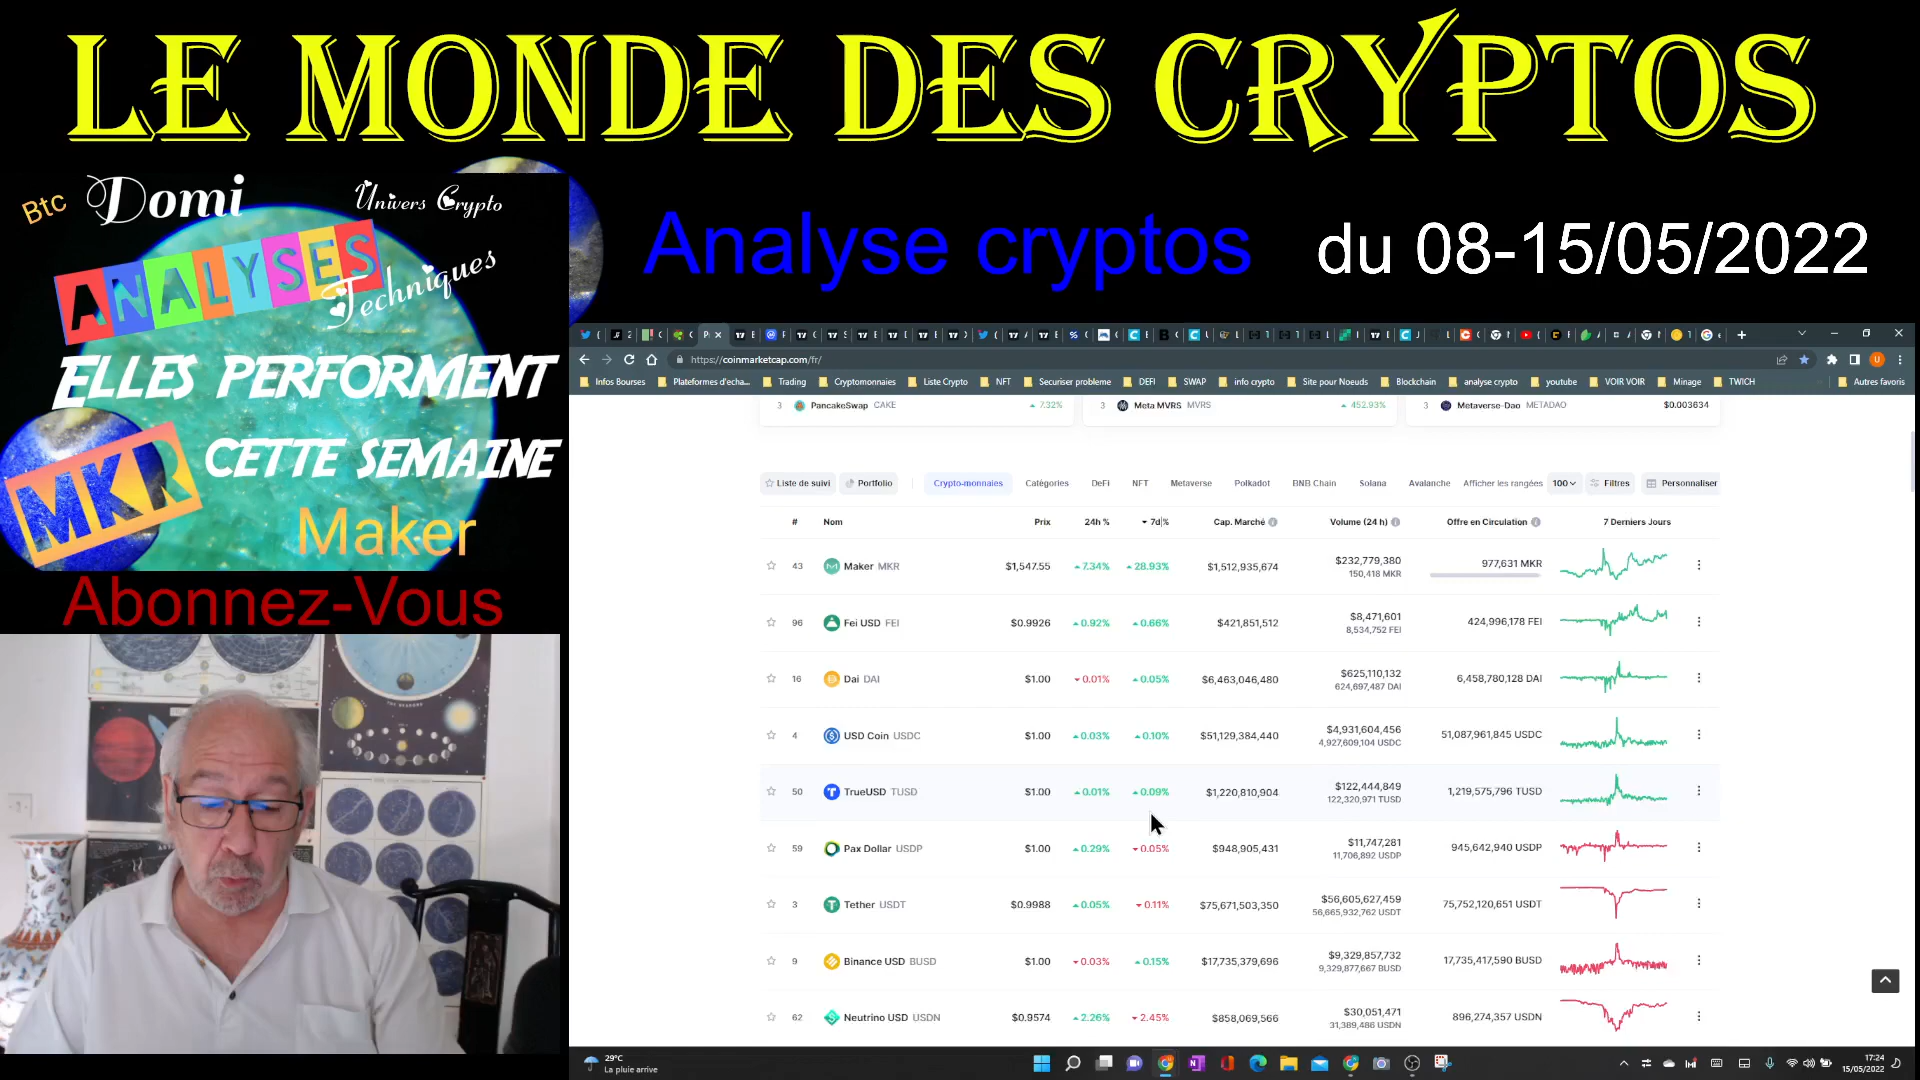 LE MONDE DES CRYPTOS
Btc Domi
Univers Crypto
ANALYSES
Techniques
ELLES PERFORMENT
CETTE SEMAINE
MKR
Maker
Abonnez-Vous
Analyse cryptos du 08-15/05/2022
https://coinmarketcap.com/fr/
Infos Bourses Plateformes d'echa... Trading Cryptomonnaies Liste Crypto NFT Securiser probleme DEFI SWAP info crypto Site pour Noeuds Blockchain analyse crypto youtube VOIR VOIR Minage TWICH Autres favoris
3 PancakeSwap CAKE 7.32% 3 Meta MVRS MVRS 452.93% 3 Metaverse-Dao METADAO $0.003634
Liste de suivi Portfolio Crypto-monnaies Catégories DeFi NFT Metaverse Polkadot BNB Chain Solana Avalanche Afficher les rangées 100 Filtres Personnaliser
# Nom Prix 24h % 7d % Cap. Marché Volume (24 h) Offre en Circulation 7 Derniers Jours
43 Maker MKR $1,547.55 7.34% 28.93% $1,512,935,674 $232,779,380 977,631 MKR
150,418 MKR
96 Fei USD FEI $0.9926 0.92% 0.66% $421,851,512 $8,471,601 424,996,178 FEI
8,534,752 FEI
16 Dai DAI $1.00 0.01% 0.05% $6,463,046,480 $625,110,132 6,458,780,128 DAI
624,697,487 DAI
4 USD Coin USDC $1.00 0.03% 0.10% $51,129,384,440 $4,931,604,456 51,087,961,845 USDC
4,927,609,104 USDC
50 TrueUSD TUSD $1.00 0.01% 0.09% $1,220,810,904 $122,444,849 1,219,575,796 TUSD
122,320,971 TUSD
59 Pax Dollar USDP $1.00 0.29% 0.05% $948,905,431 $11,747,281 945,642,940 USDP
11,706,892 USDP
3 Tether USDT $0.9988 0.05% 0.11% $75,671,503,350 $56,605,627,459 75,752,120,651 USDT
56,665,932,762 USDT
9 Binance USD BUSD $1.00 0.03% 0.15% $17,735,379,696 $9,329,857,732 17,735,417,590 BUSD
9,329,877,667 BUSD
62 Neutrino USD USDN $0.9574 2.26% 2.45% $858,069,566 $30,051,471 896,274,357 USDN
31,389,486 USDN
29°C
La pluie arrive
17:24
15/05/2022